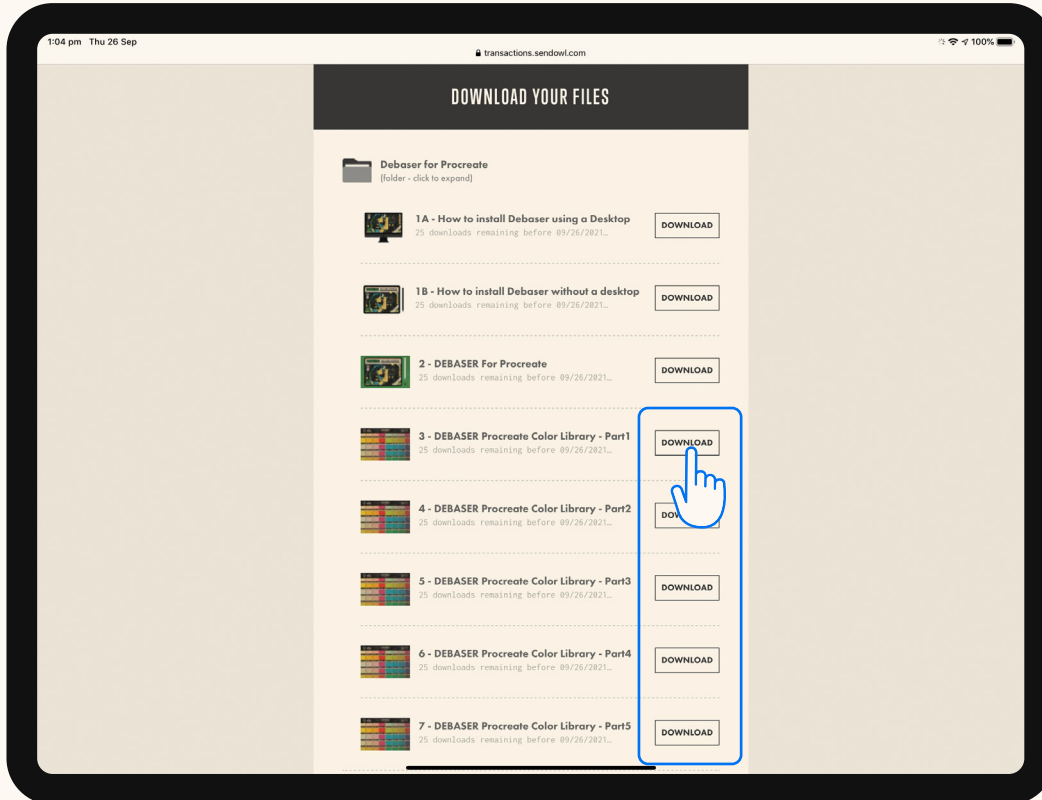 1:04 pm Thu 26 Sep
100%
transactions.sendowl.com
DOWNLOAD YOUR FILES
Debaser for Procreate
(folder - click to expand)
1A - How to install Debaser using a Desktop
25 downloads remaining before 09/26/2021…
DOWNLOAD
1B - How to install Debaser without a desktop
25 downloads remaining before 09/26/2021…
DOWNLOAD
2 - DEBASER For Procreate
25 downloads remaining before 09/26/2021…
DOWNLOAD
3 - DEBASER Procreate Color Library - Part1
25 downloads remaining before 09/26/2021…
DOWNLOAD
4 - DEBASER Procreate Color Library - Part2
25 downloads remaining before 09/26/2021…
5 - DEBASER Procreate Color Library - Part3
25 downloads remaining before 09/26/2021…
DOWNLOAD
6 - DEBASER Procreate Color Library - Part4
25 downloads remaining before 09/26/2021…
DOWNLOAD
7 - DEBASER Procreate Color Library - Part5
25 downloads remaining before 09/26/2021…
DOWNLOAD